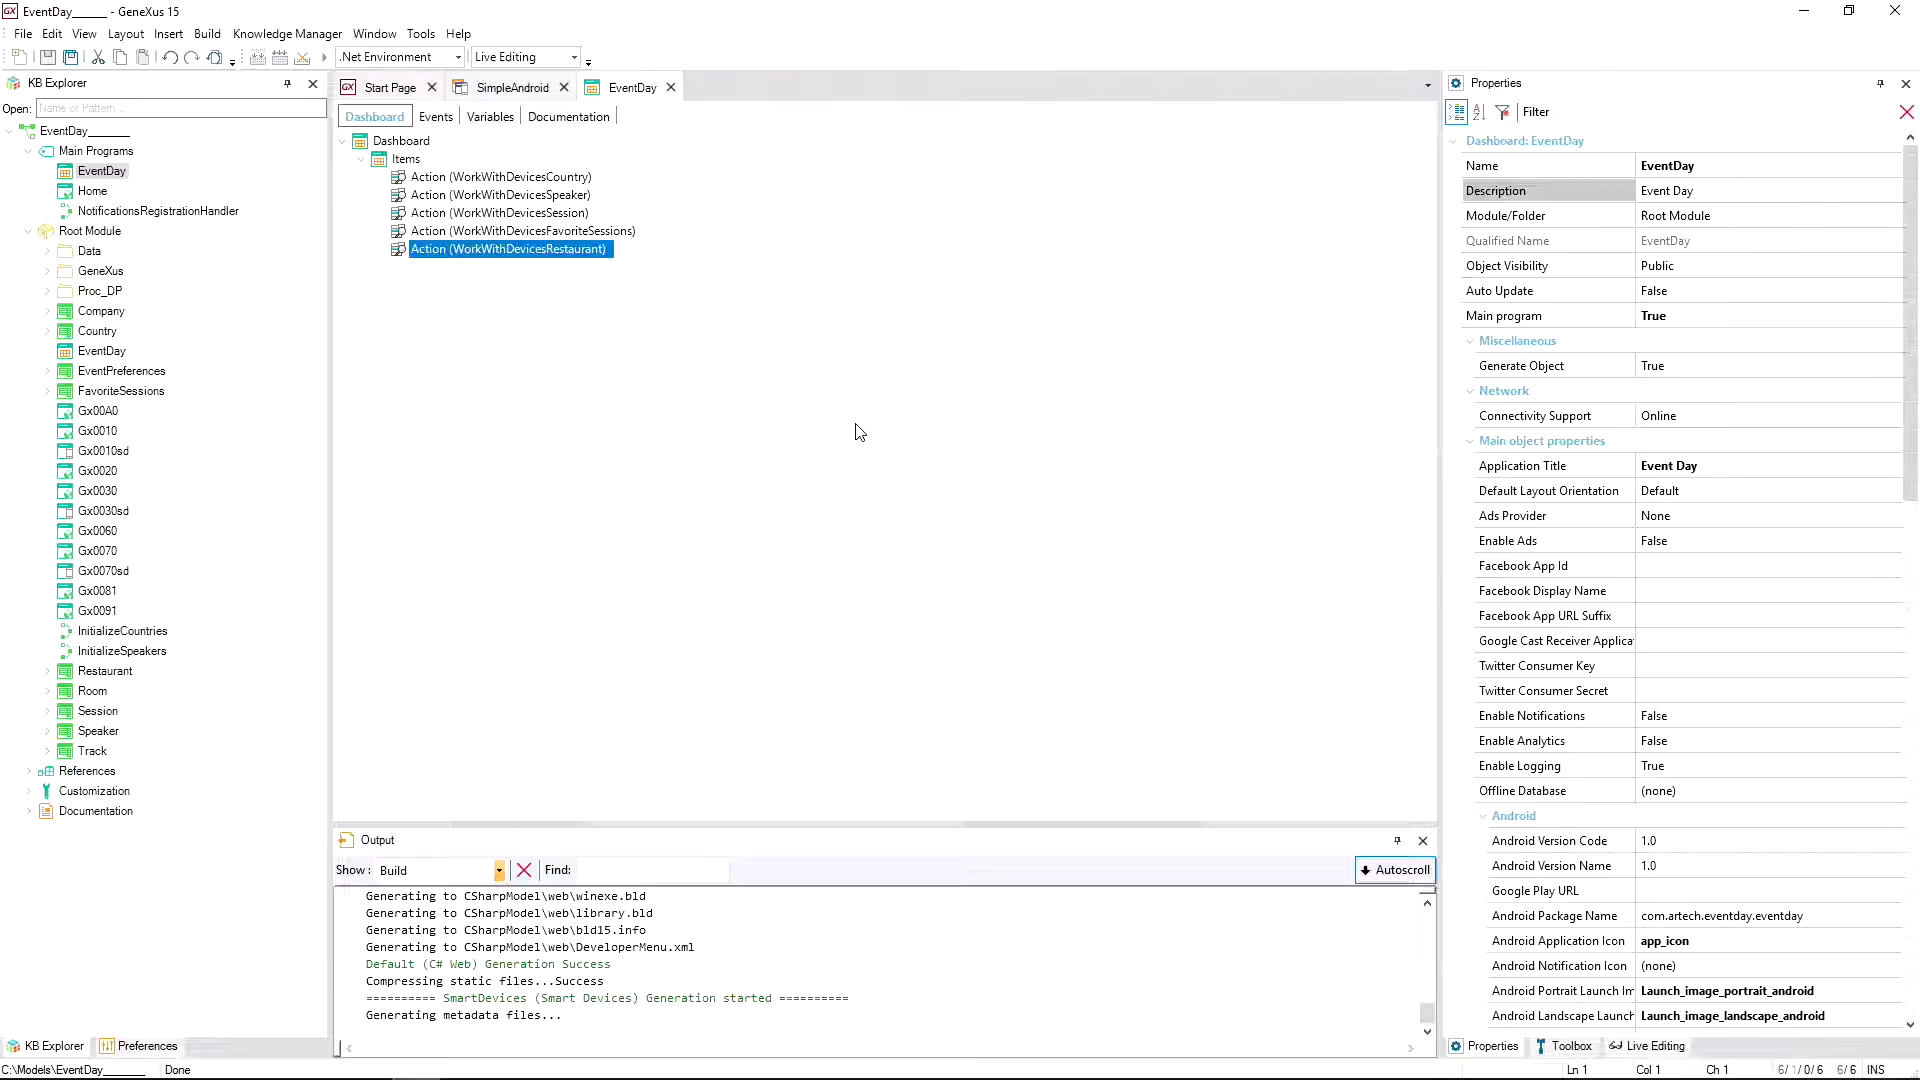 EventDay______ - GeneXus 15
File Edit View Layout Insert Build Knowledge Manager Window Tools Help
.Net Environment Live Editing
KB Explorer
Open: Name or Pattern...
EventDay________
Main Programs
EventDay
Home
NotificationsRegistrationHandler
Root Module
Data
GeneXus
Proc_DP
Company
Country
EventDay
EventPreferences
FavoriteSessions
Gx00A0
Gx0010
Gx0010sd
Gx0020
Gx0030
Gx0030sd
Gx0060
Gx0070
Gx0070sd
Gx0081
Gx0091
InitializeCountries
InitializeSpeakers
Restaurant
Room
Session
Speaker
Track
References
Customization
Documentation
KB Explorer Preferences
Start Page SimpleAndroid EventDay
Dashboard Events Variables Documentation
Dashboard
Items
Action (WorkWithDevicesCountry)
Action (WorkWithDevicesSpeaker)
Action (WorkWithDevicesSession)
Action (WorkWithDevicesFavoriteSessions)
Action (WorkWithDevicesRestaurant)
Output
Show: Build Find: Autoscroll
Generating to CSharpModel\web\winexe.bld
Generating to CSharpModel\web\library.bld
Generating to CSharpModel\web\bld15.info
Generating to CSharpModel\web\DeveloperMenu.xml
Default (C# Web) Generation Success
Compressing static files...Success
========== SmartDevices (Smart Devices) Generation started ==========
Generating metadata files...
Properties
Filter
Dashboard: EventDay
Name EventDay
Description Event Day
Module/Folder Root Module
Qualified Name EventDay
Object Visibility Public
Auto Update False
Main program True
Miscellaneous
Generate Object True
Network
Connectivity Support Online
Main object properties
Application Title Event Day
Default Layout Orientation Default
Ads Provider None
Enable Ads False
Facebook App Id
Facebook Display Name
Facebook App URL Suffix
Google Cast Receiver Applica
Twitter Consumer Key
Twitter Consumer Secret
Enable Notifications False
Enable Analytics False
Enable Logging True
Offline Database (none)
Android
Android Version Code 1.0
Android Version Name 1.0
Google Play URL
Android Package Name com.artech.eventday.eventday
Android Application Icon app_icon
Android Notification Icon (none)
Android Portrait Launch Im Launch_image_portrait_android
Android Landscape Launch Launch_image_landscape_android
Properties Toolbox Live Editing
C:\Models\EventDay________ Done Ln 1 Col 1 Ch 1 6/ 1/ 0/ 6 6/ 6 INS